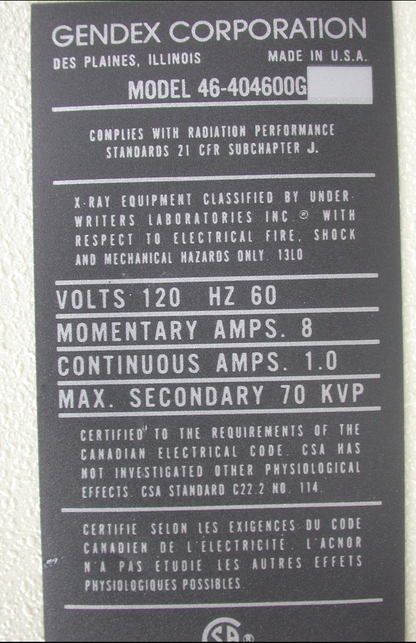 GENDEX CORPORATION
DES PLAINES, ILLINOIS MADE IN U.S.A.
MODEL 46-404600G
COMPLIES WITH RADIATION PERFORMANCE
STANDARDS 21 CFR SUBCHAPTER J.
X-RAY EQUIPMENT CLASSIFIED BY UNDER-
WRITERS LABORATORIES INC.® WITH
RESPECT TO ELECTRICAL FIRE, SHOCK
AND MECHANICAL HAZARDS ONLY. 13L0
VOLTS 120 HZ 60
MOMENTARY AMPS. 8
CONTINUOUS AMPS. 1.0
MAX. SECONDARY 70 KVP
CERTIFIED TO THE REQUIREMENTS OF THE
CANADIAN ELECTRICAL CODE. CSA HAS
NOT INVESTIGATED OTHER PHYSIOLOGICAL
EFFECTS. CSA STANDARD C22.2 NO. 114.
CERTIFIE SELON LES EXIGENCES DU CODE
CANADIEN DE L'ELECTRICITÉ. L'ACNOR
N'A PAS ETUDIE LES AUTRES EFFETS
PHYSIOLOGIQUES POSSIBLES.
SA®